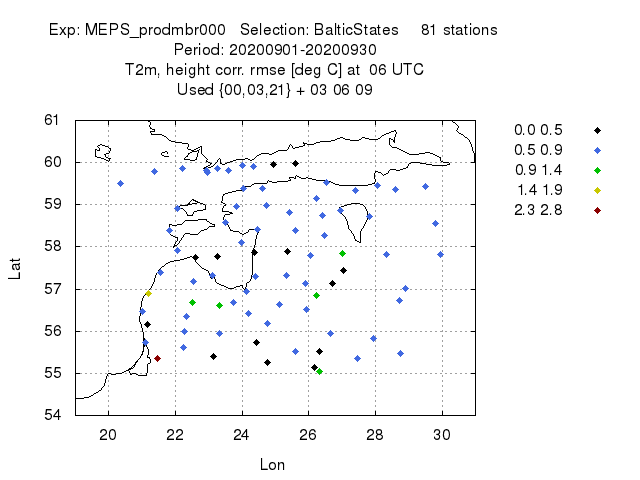 Exp: MEPS_prodmbr000   Selection: BalticStates     81 stations
Period: 20200901-20200930
T2m, height corr. rmse [deg C] at  06 UTC
Used {00,03,21} + 03 06 09
61
60
59
58
57
56
55
54
Lat
20 22 24 26 28 30
Lon
0.0 0.5
0.5 0.9
0.9 1.4
1.4 1.9
2.3 2.8